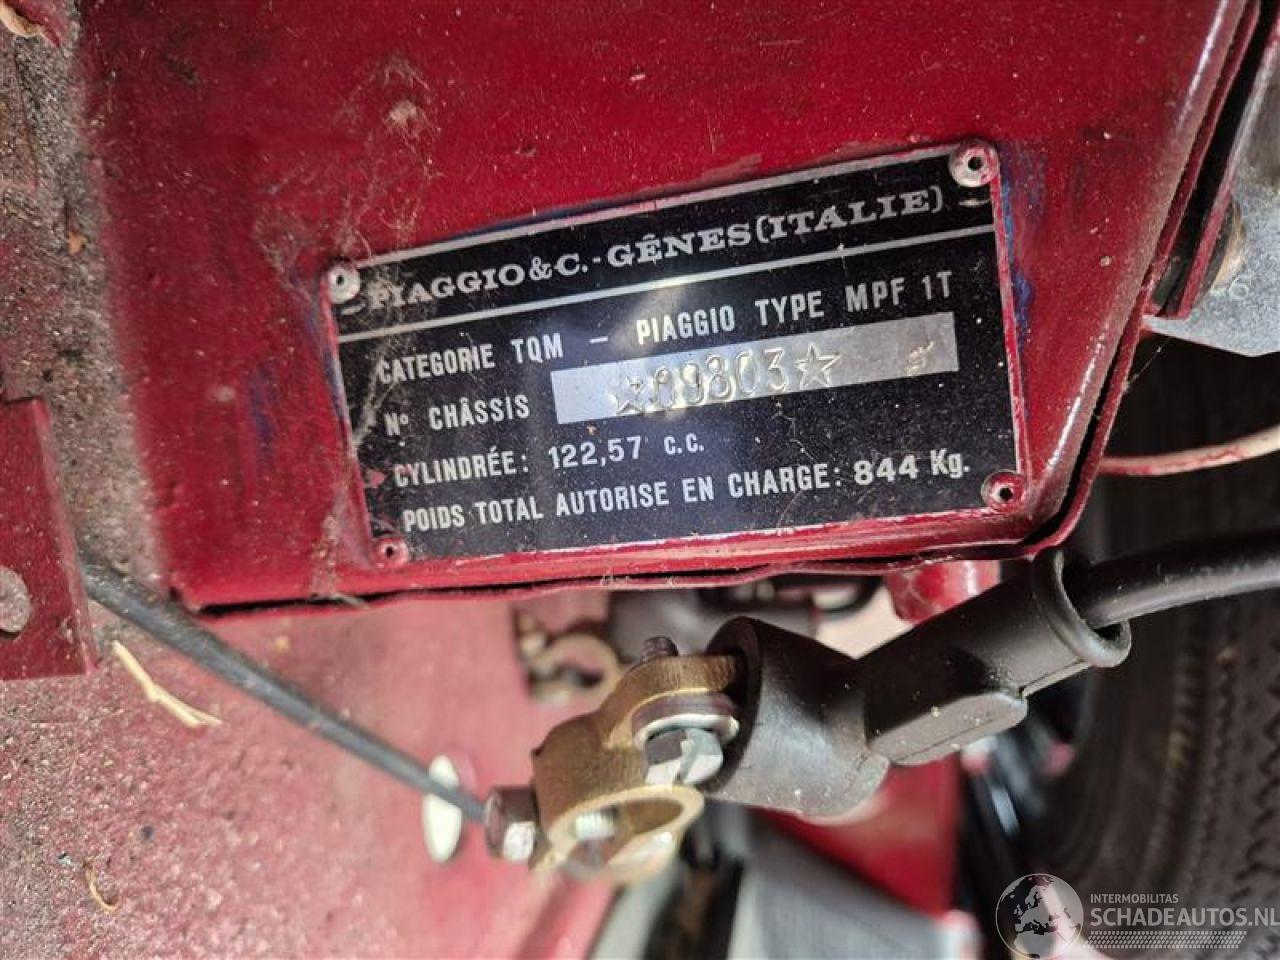 PIAGGIO&C.-GÊNES(ITALIE)
CATEGORIE TQM - PIAGGIO TYPE MPF 1T
N° CHÂSSIS ☆09803☆
CYLINDRÉE: 122,57 c.c.
POIDS TOTAL AUTORISE EN CHARGE: 844 Kg.
INTERMOBILITAS
SCHADEAUTOS.NL